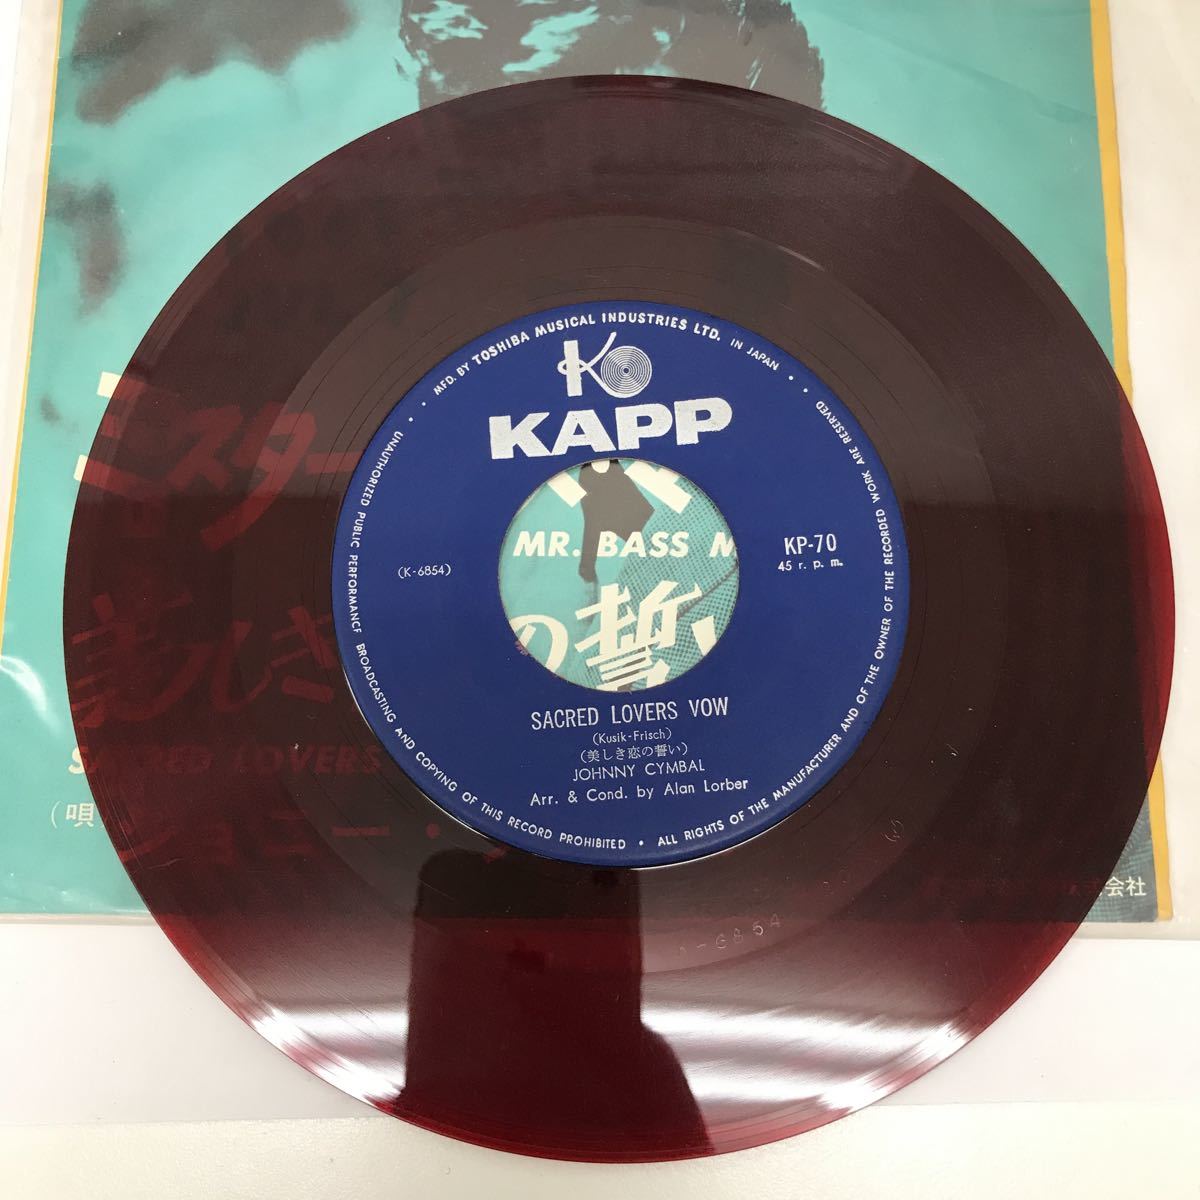 MFD. BY TOSHIBA MUSICAL INDUSTRIES LTD. IN JAPAN
KAPP
(K-6854)
KP-70
45 r. p. m.
SACRED LOVERS VOW
(Kusik-Frisch)
(美しき恋の誓い)
JOHNNY CYMBAL
Arr. & Cond. by Alan Lorber
UNAUTHORIZED PUBLIC PERFORMANCE BROADCASTING AND COPYING OF THIS RECORD PROHIBITED • ALL RIGHTS OF THE MANUFACTURER AND OF THE OWNER OF THE RECORDED WORK ARE RESERVED
MR. BASS M
の誓い
ミスター
美しき
SACRED LOVERS
(唄)
ジョニー・
式会社